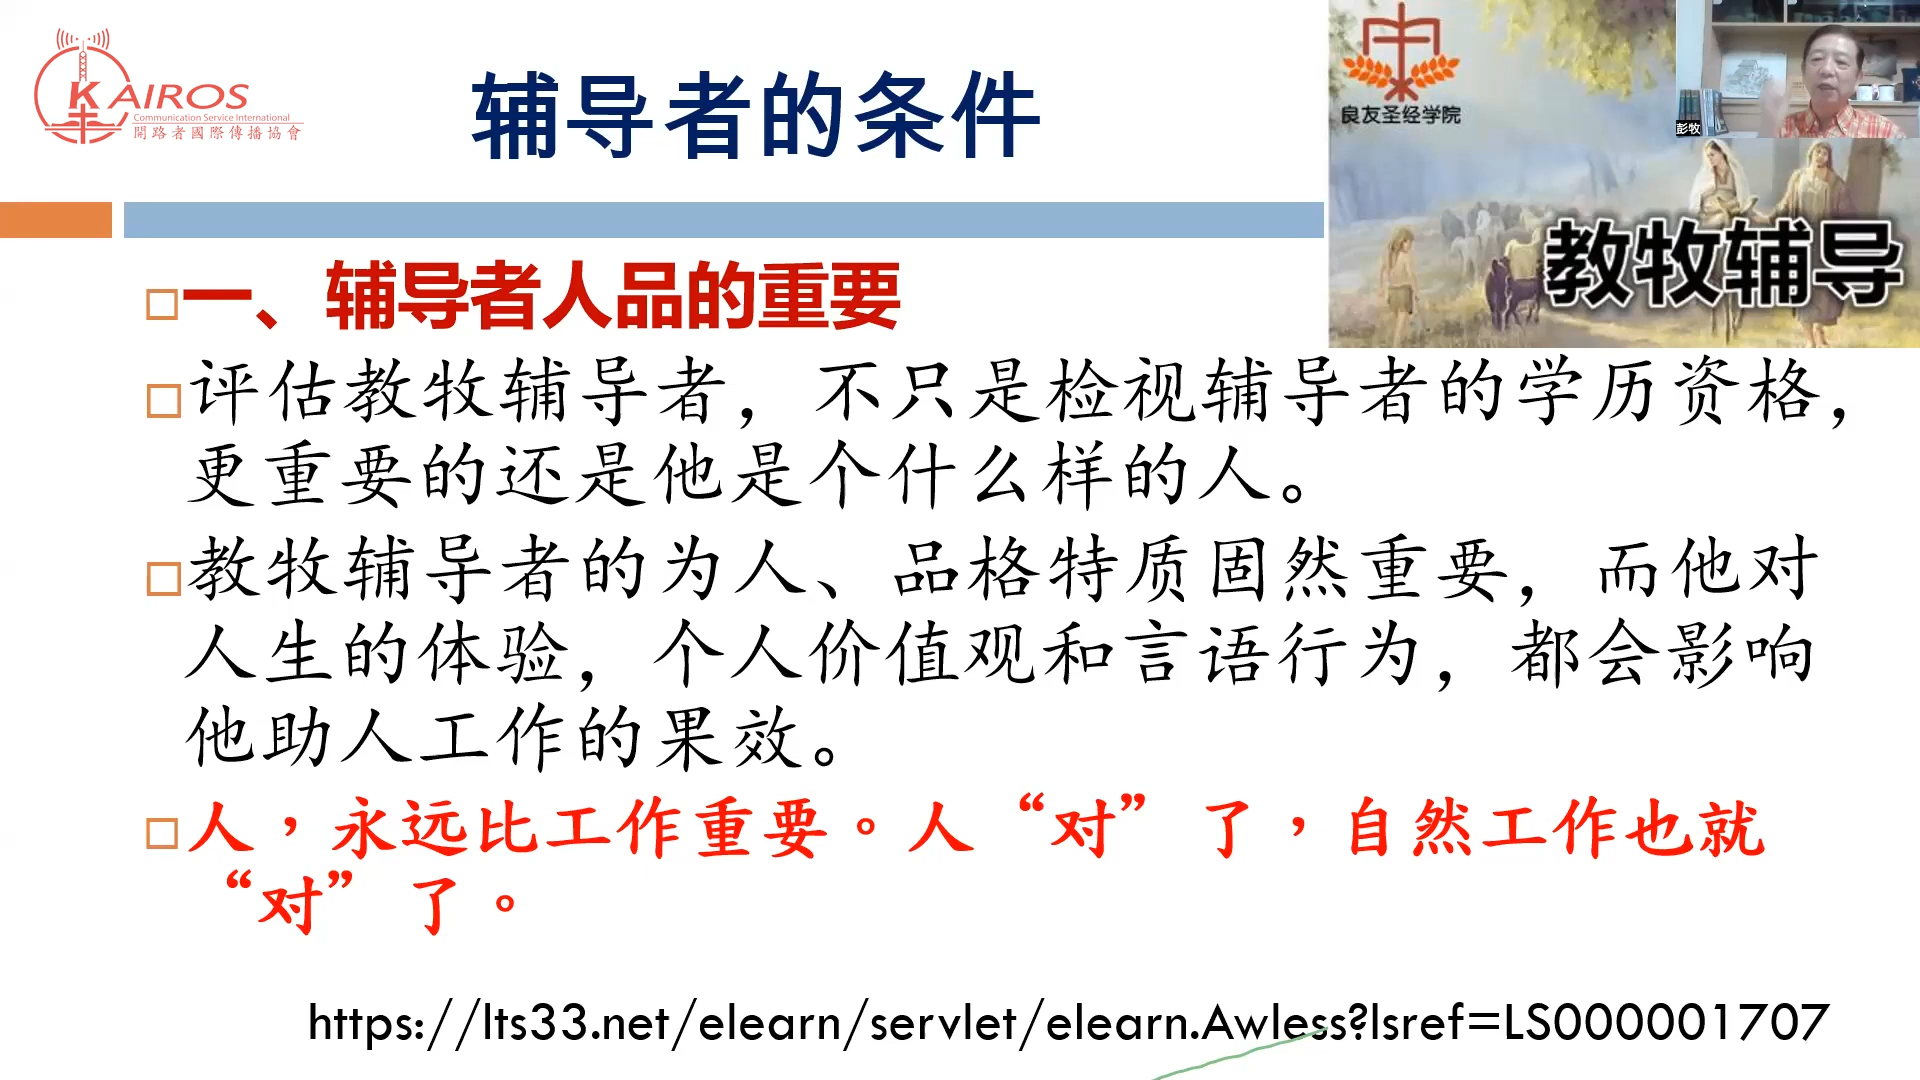 KAIROS
Communication Service International
開路者國際傳播協會
辅导者的条件
良友圣经学院
彭牧
教牧辅导
一、辅导者人品的重要
评估教牧辅导者，不只是检视辅导者的学历资格，
更重要的还是他是个什么样的人。
教牧辅导者的为人、品格特质固然重要，而他对
人生的体验，个人价值观和言语行为，都会影响
他助人工作的果效。
人，永远比工作重要。人“对”了，自然工作也就
“对”了。
https://lts33.net/elearn/servlet/elearn.Awless?lsref=LS000001707